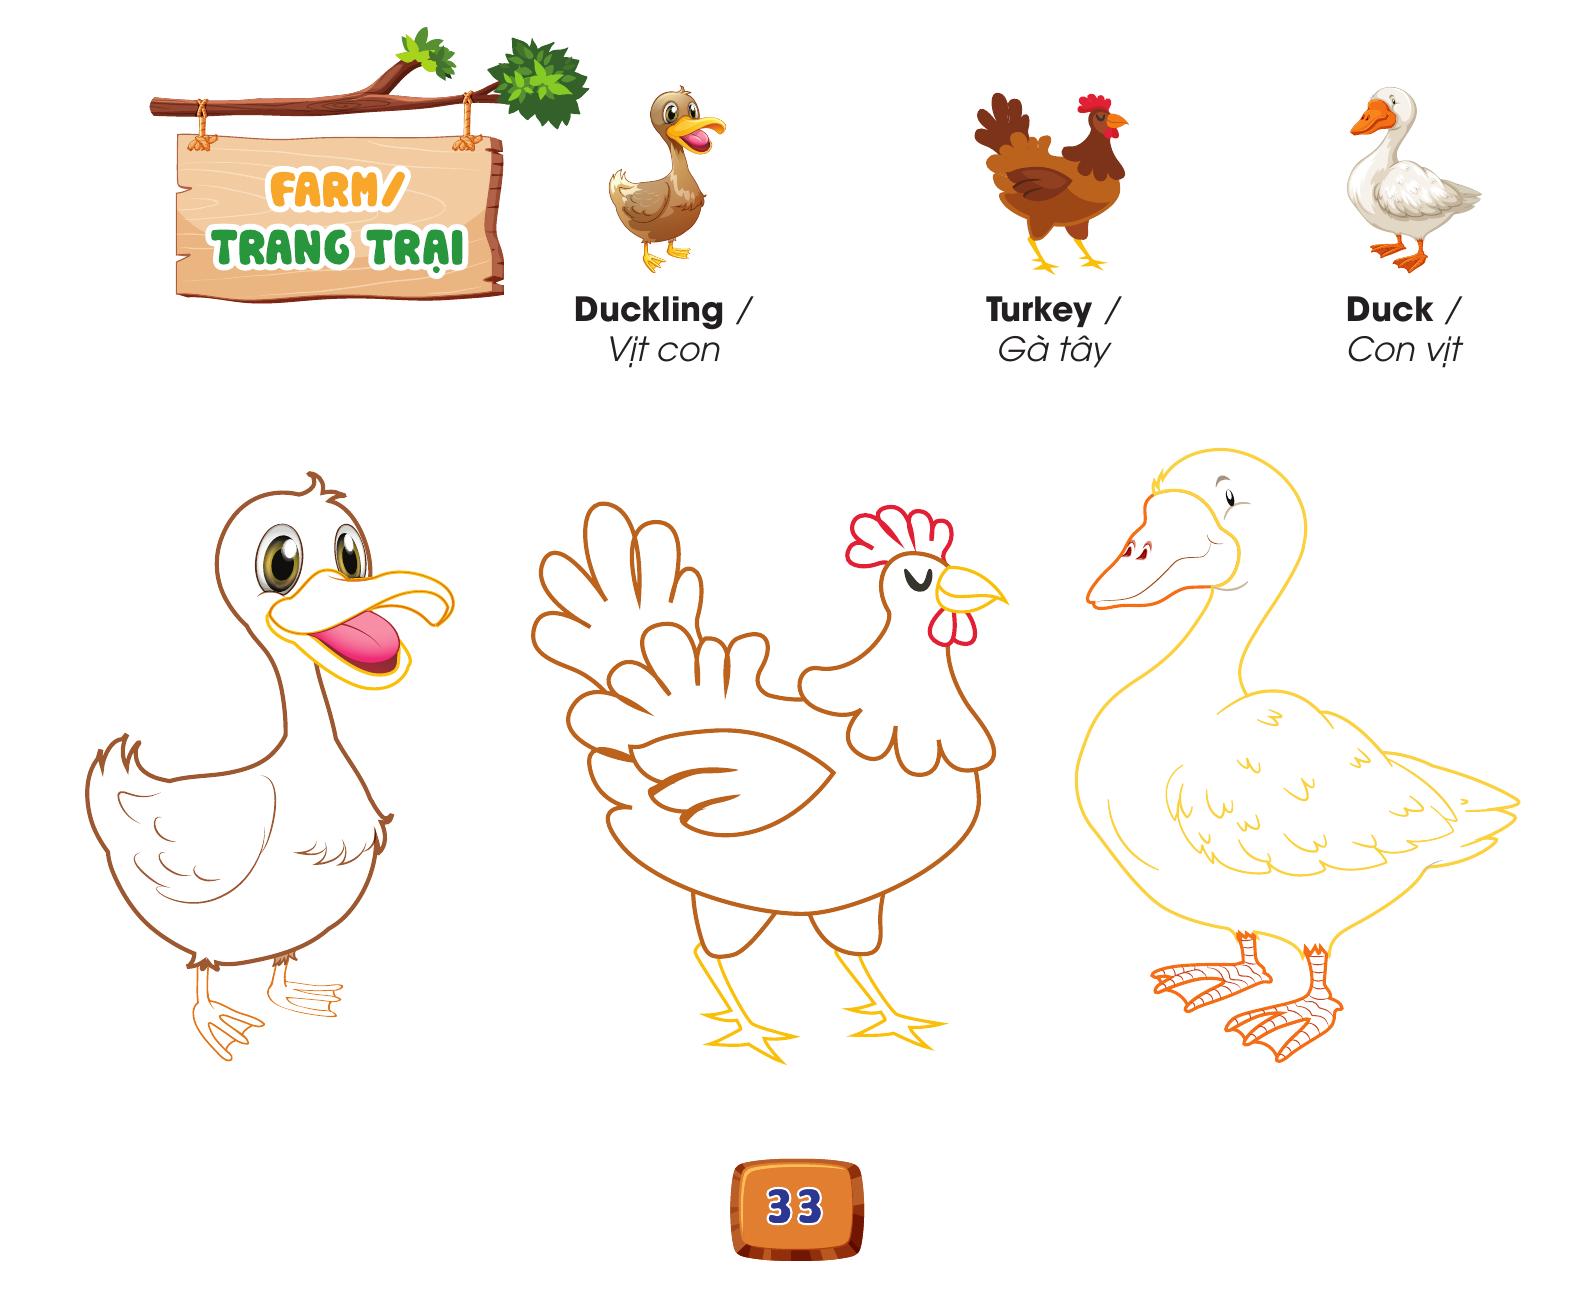 FARM/
TRANG TRẠI
Duckling /
Vịt con
Turkey /
Gà tây
Duck /
Con vịt
33